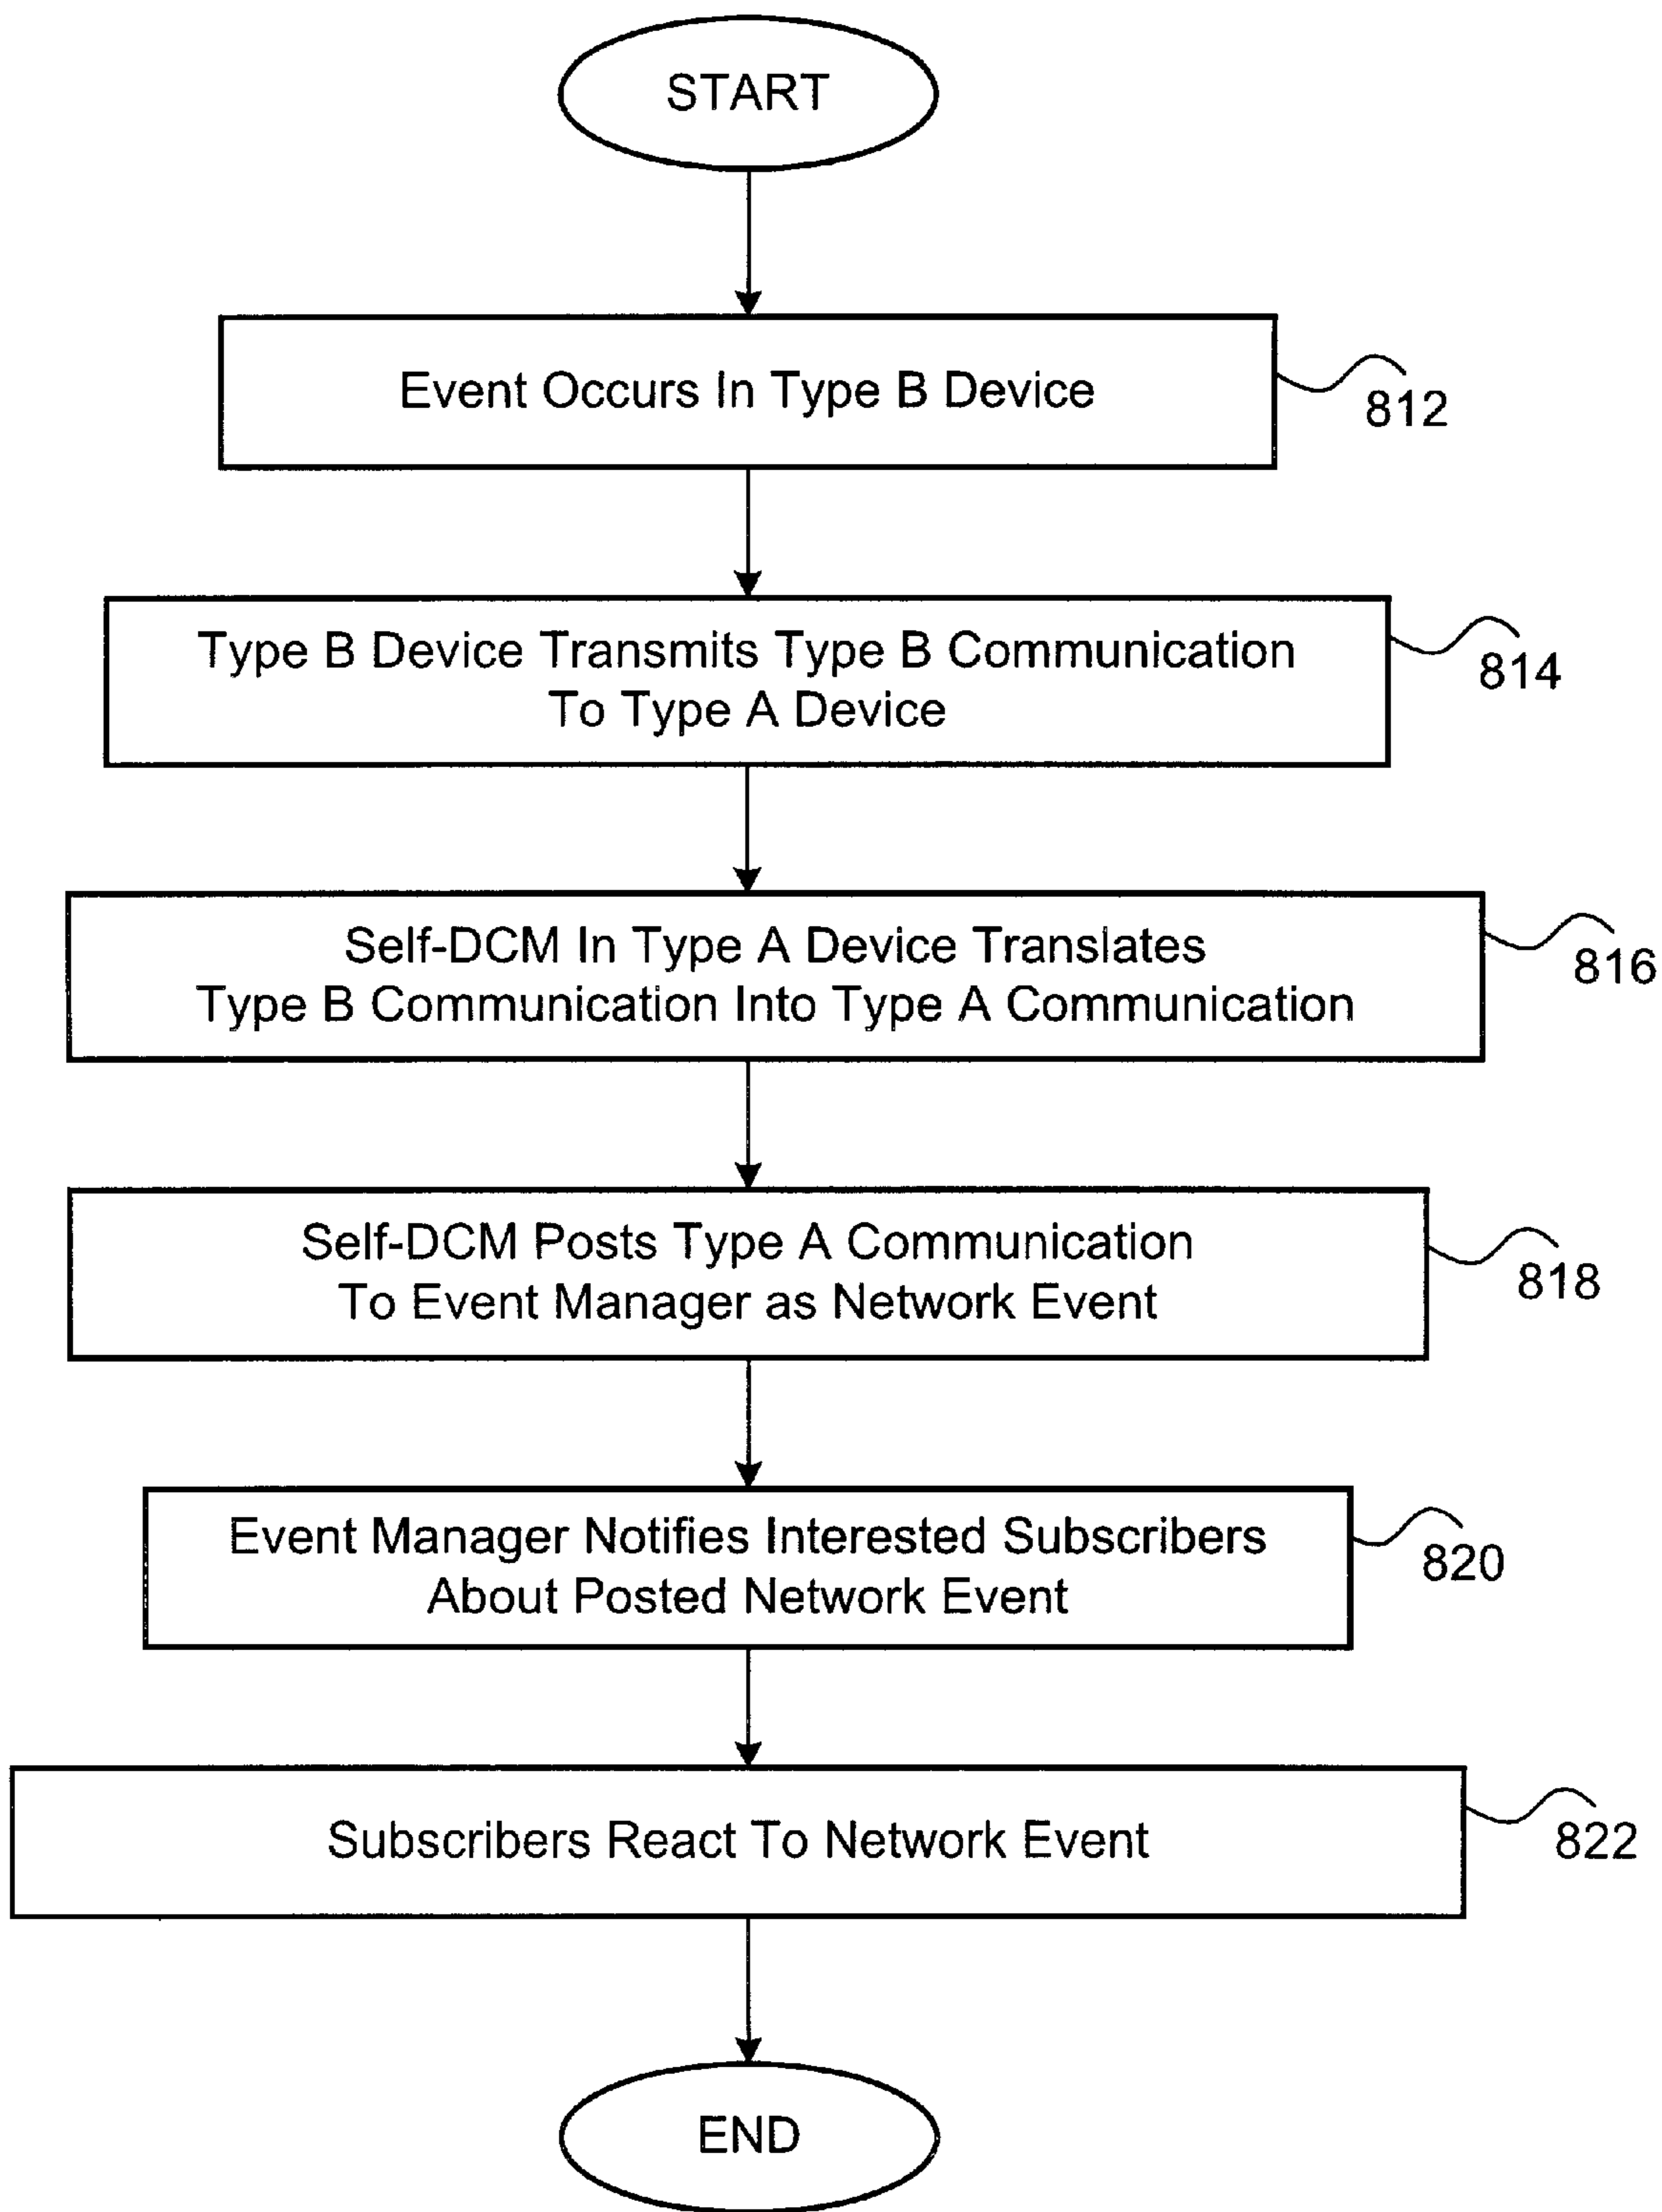 START
Event Occurs In Type B Device
812
Type B Device Transmits Type B Communication
To Type A Device
814
Self-DCM In Type A Device Translates
Type B Communication Into Type A Communication
816
Self-DCM Posts Type A Communication
To Event Manager as Network Event
818
Event Manager Notifies Interested Subscribers
About Posted Network Event
820
Subscribers React To Network Event
822
END